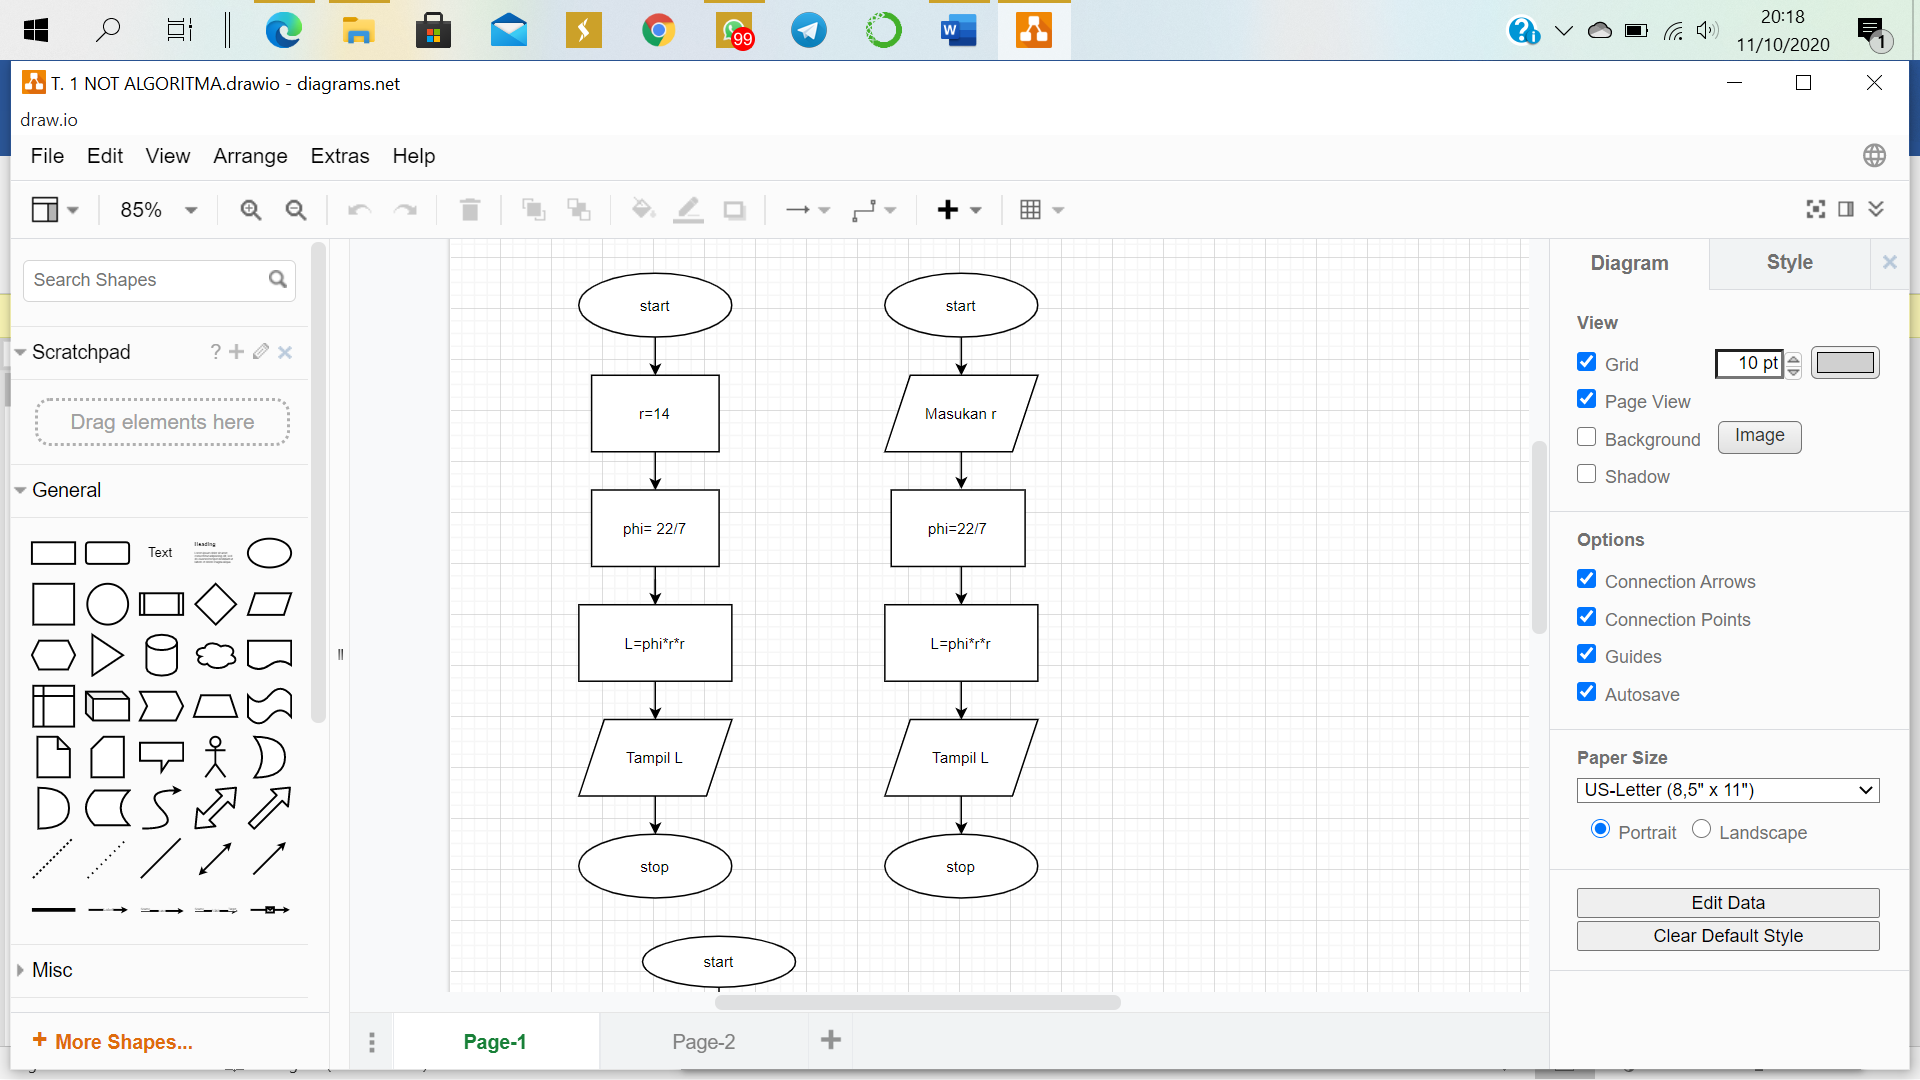 20:18
11/10/2020
99
1
T. 1 NOT ALGORITMA.drawio - diagrams.net
draw.io
File Edit View Arrange Extras Help
85%
Search Shapes
Scratchpad
?
Drag elements here
General
Text
Heading
Misc
+ More Shapes...
start
r=14
phi= 22/7
L=phi*r*r
Tampil L
stop
start
Masukan r
phi=22/7
L=phi*r*r
Tampil L
stop
start
Page-1
Page-2
Diagram
Style
View
Grid
10 pt
Page View
Background
Image
Shadow
Options
Connection Arrows
Connection Points
Guides
Autosave
Paper Size
US-Letter (8,5" x 11")
Portrait
Landscape
Edit Data
Clear Default Style